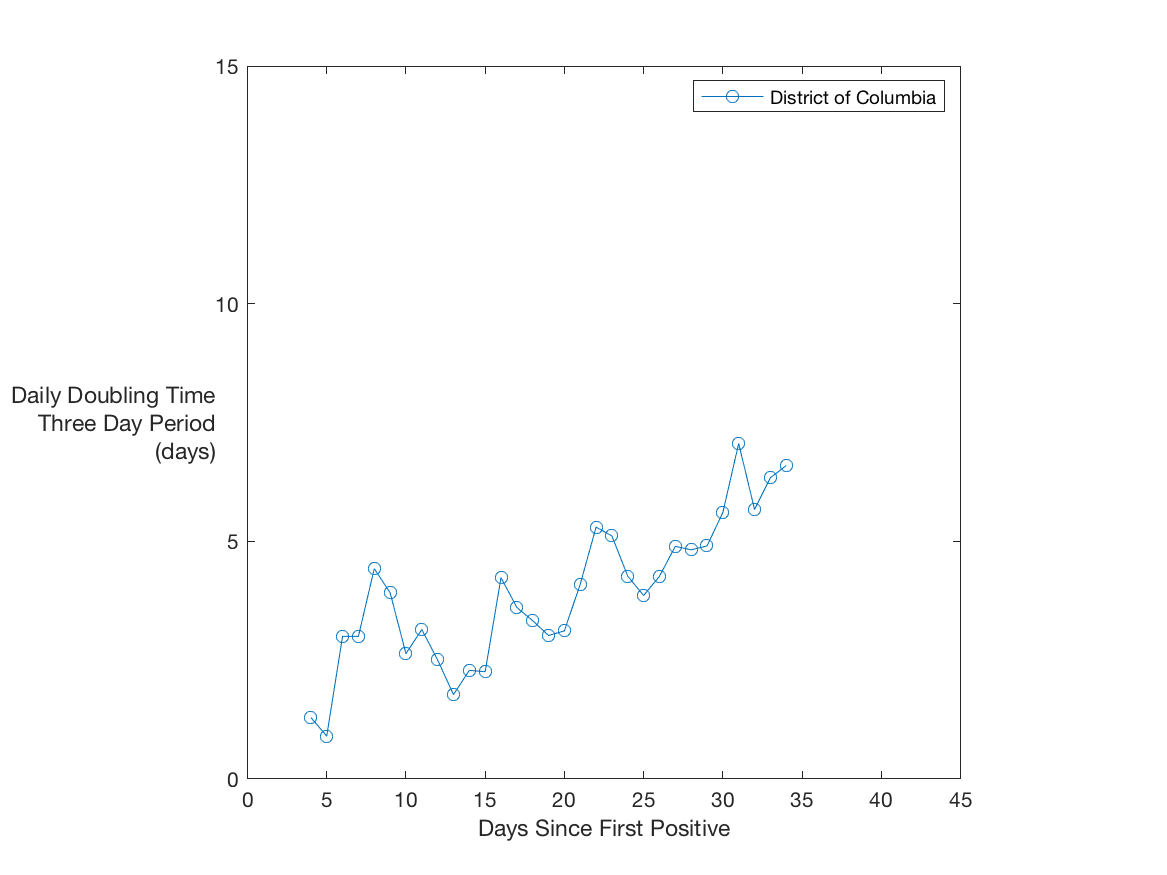 15
District of Columbia
10
Daily Doubling Time
Three Day Period
(days)
5
0
0 5 10 15 20 25 30 35 40 45
Days Since First Positive